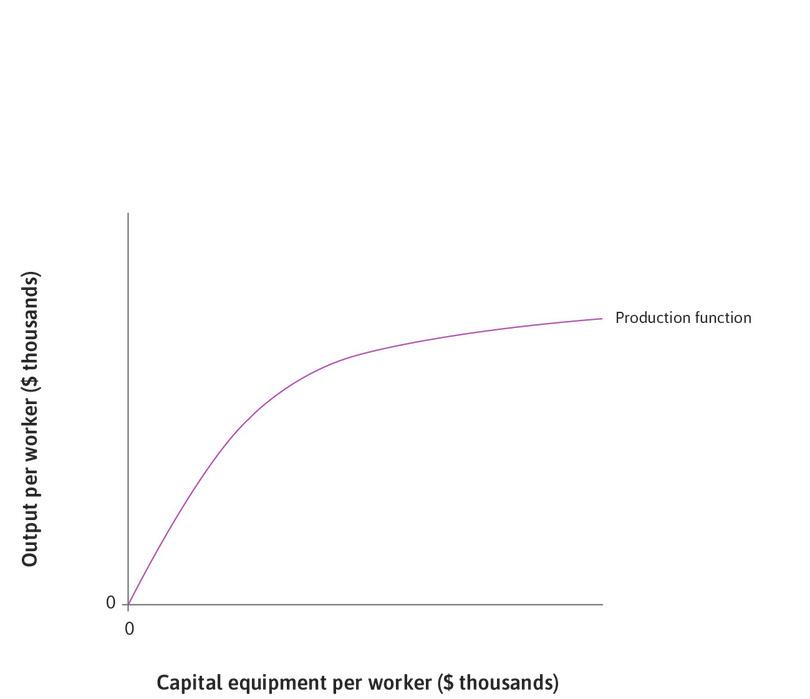 Output per worker ($ thousands)
Production function
0
0
Capital equipment per worker ($ thousands)